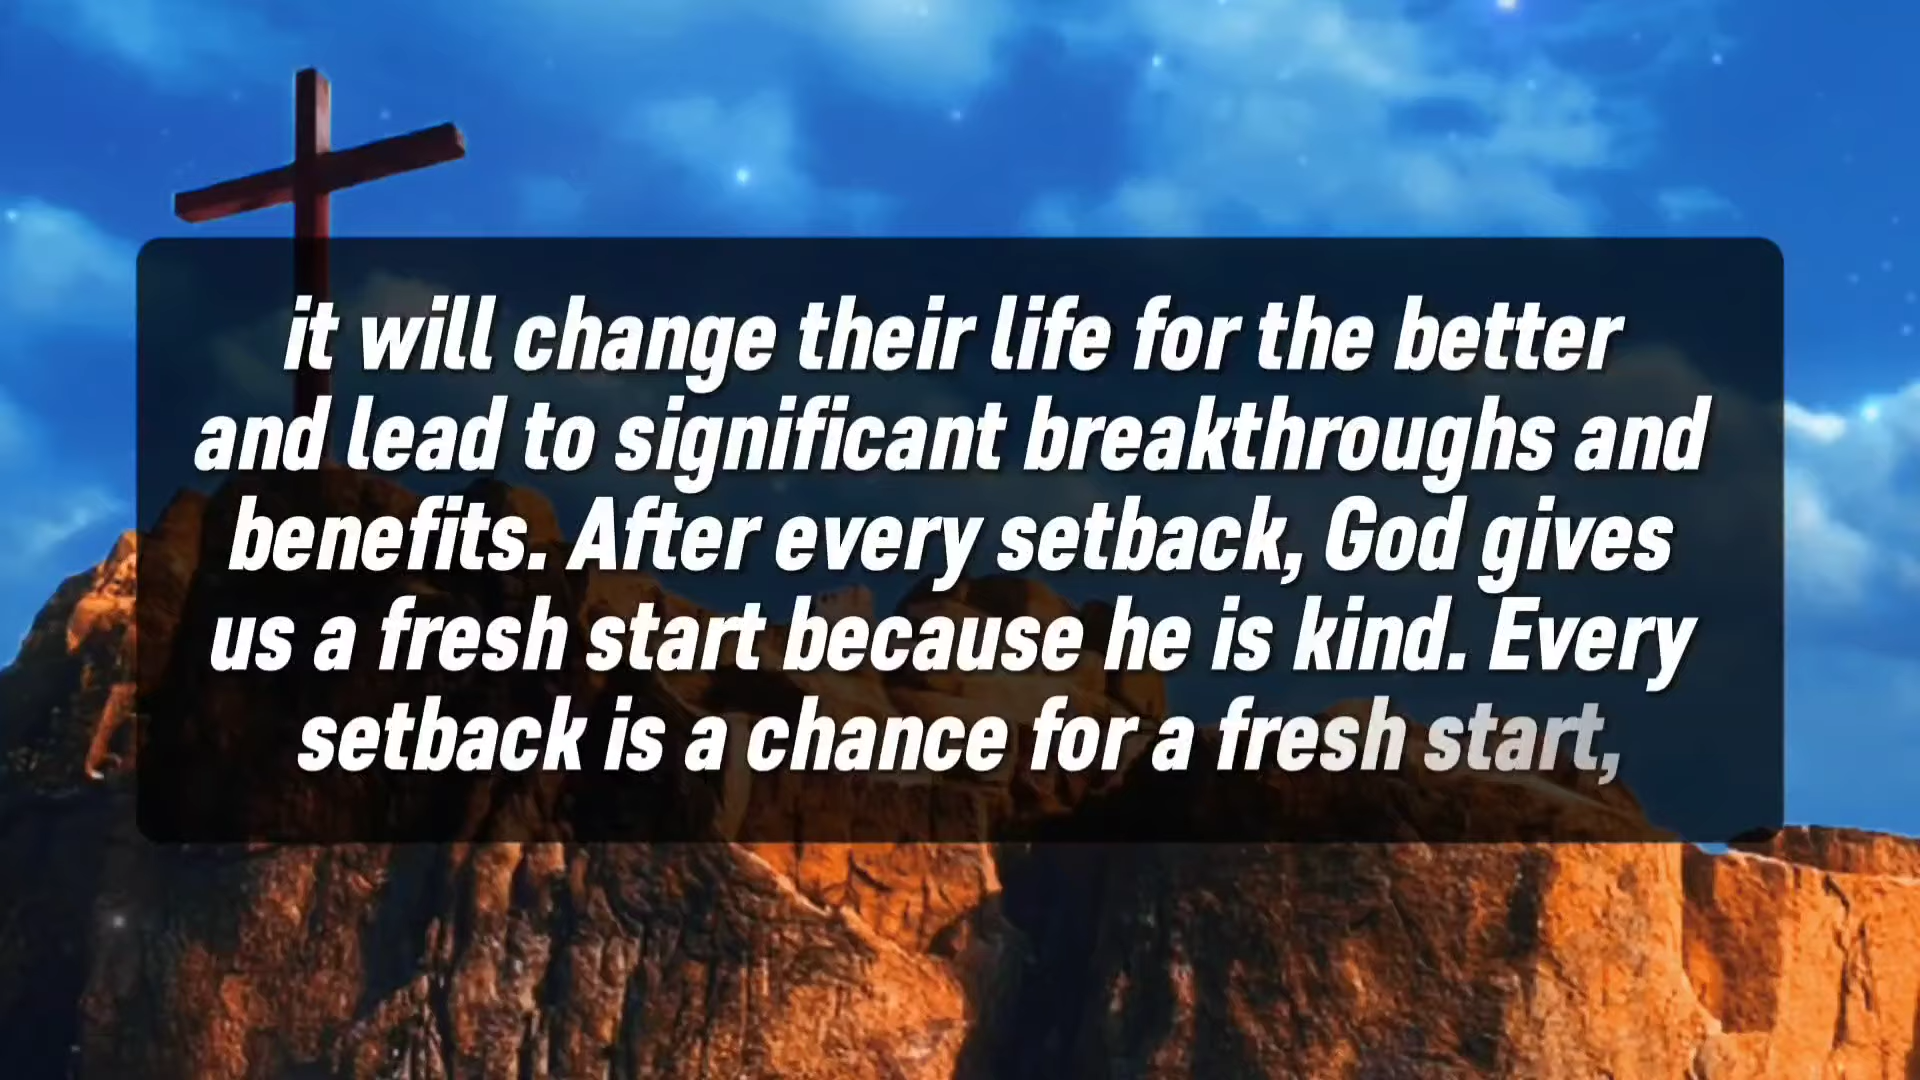 it will change their life for the better
and lead to significant breakthroughs and
benefits. After every setback, God gives
us a fresh start because he is kind. Every
setback is a chance for a fresh start,